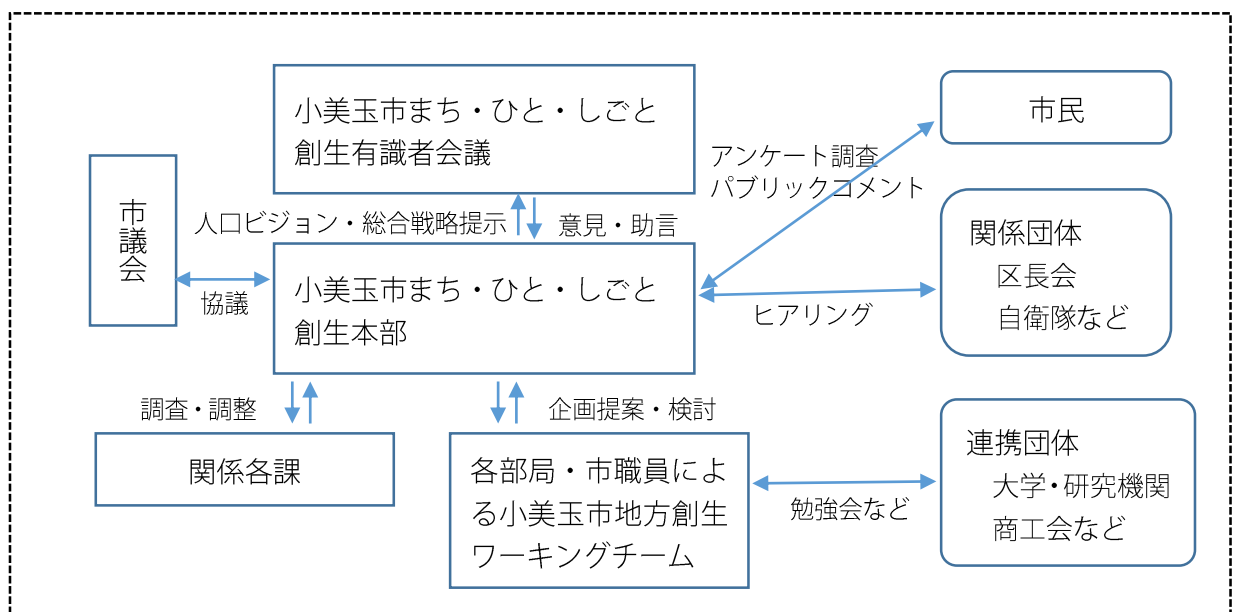 小美玉市まち・ひと・しごと
創生有識者会議
市民
アンケート調査
パブリックコメント
市議会
人口ビジョン・総合戦略提示
意見・助言
関係団体
区長会
自衛隊など
協議
小美玉市まち・ひと・しごと
創生本部
ヒアリング
調査・調整
企画提案・検討
関係各課
各部局・市職員によ
る小美玉市地方創生
ワーキングチーム
勉強会など
連携団体
大学・研究機関
商工会など